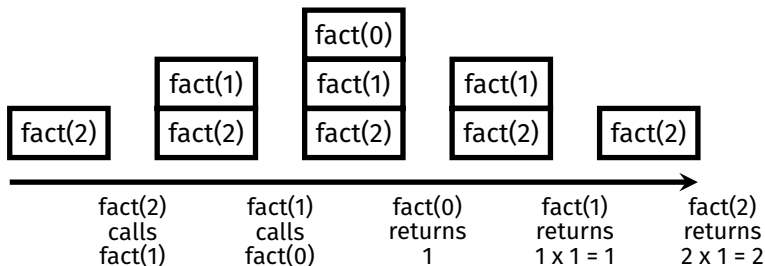 fact(0)
fact(1) fact(1) fact(1)
fact(2) fact(2) fact(2) fact(2) fact(2)
fact(2)
calls
fact(1)
fact(1)
calls
fact(0)
fact(0)
returns
1
fact(1)
returns
1 x 1 = 1
fact(2)
returns
2 x 1 = 2